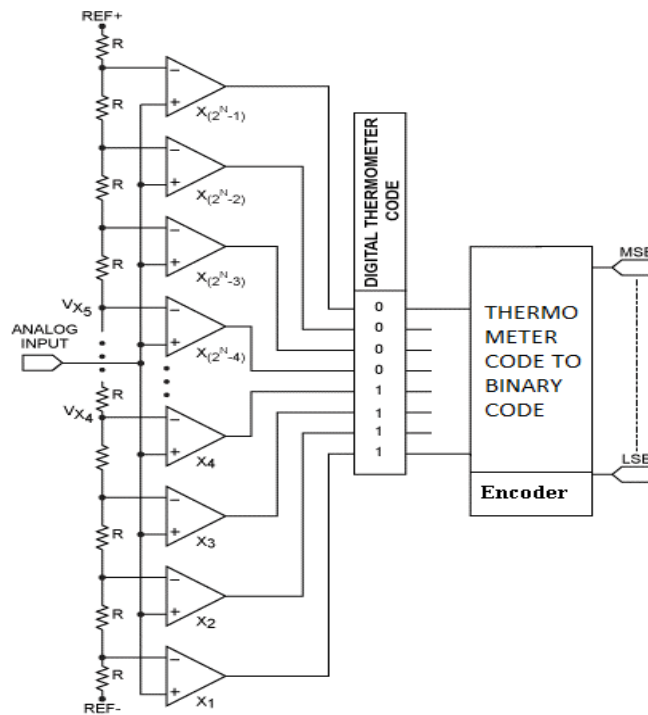 REF+
R
R
R
R
R
R
R
R
R
VX5
VX4
ANALOG
INPUT
REF-
− +
X(2^N-1)
− +
X(2^N-2)
− +
X(2^N-3)
− +
X(2^N-4)
− +
X4
− +
X3
− +
X2
− +
X1
DIGITAL THERMOMETER
CODE
0
0
0
0
1
1
1
1
THERMO
METER
CODE TO
BINARY
CODE
Encoder
MSB
LSB